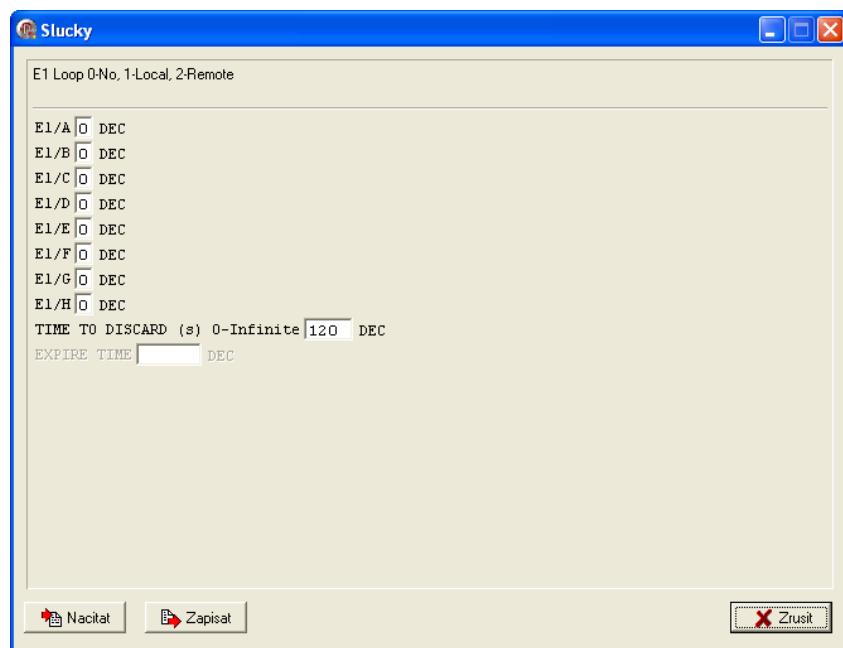 Slucky
E1 Loop 0-No, 1-Local, 2-Remote
E1/A 0 DEC
E1/B 0 DEC
E1/C 0 DEC
E1/D 0 DEC
E1/E 0 DEC
E1/F 0 DEC
E1/G 0 DEC
E1/H 0 DEC
TIME TO DISCARD (s) 0-Infinite 120 DEC
EXPIRE TIME DEC
Nacitat Zapisat Zrusit